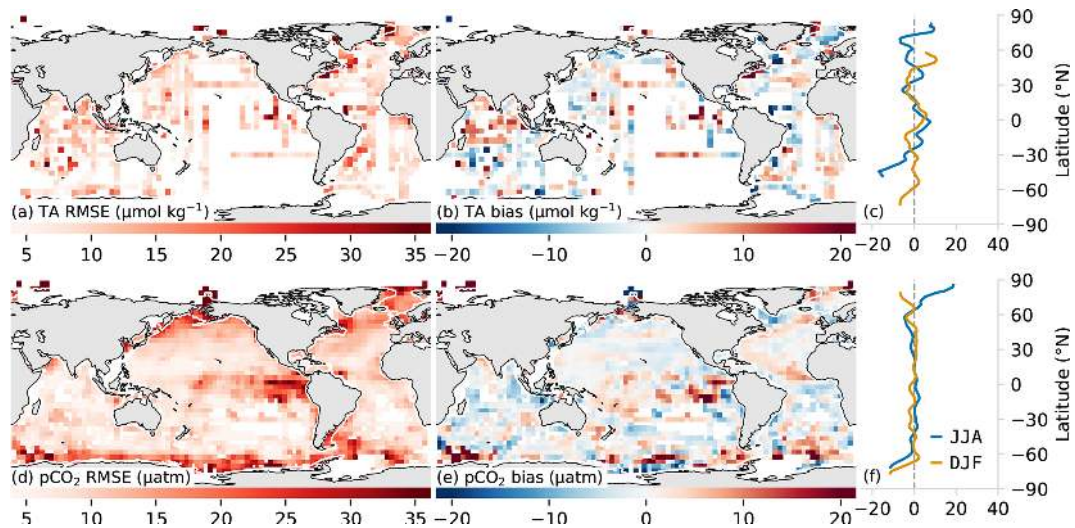 (a) TA RMSE (µmol kg⁻¹)
5 10 15 20 25 30 35
(b) TA bias (µmol kg⁻¹)
−20 −10 0 10 20
(c)
90
60
30
0
−30
−60
−90
Latitude (°N)
−20 0 20 40
(d) pCO₂ RMSE (µatm)
5 10 15 20 25 30 35
(e) pCO₂ bias (µatm)
−20 −10 0 10 20
(f)
JJA
DJF
90
60
30
0
−30
−60
−90
Latitude (°N)
−20 0 20 40